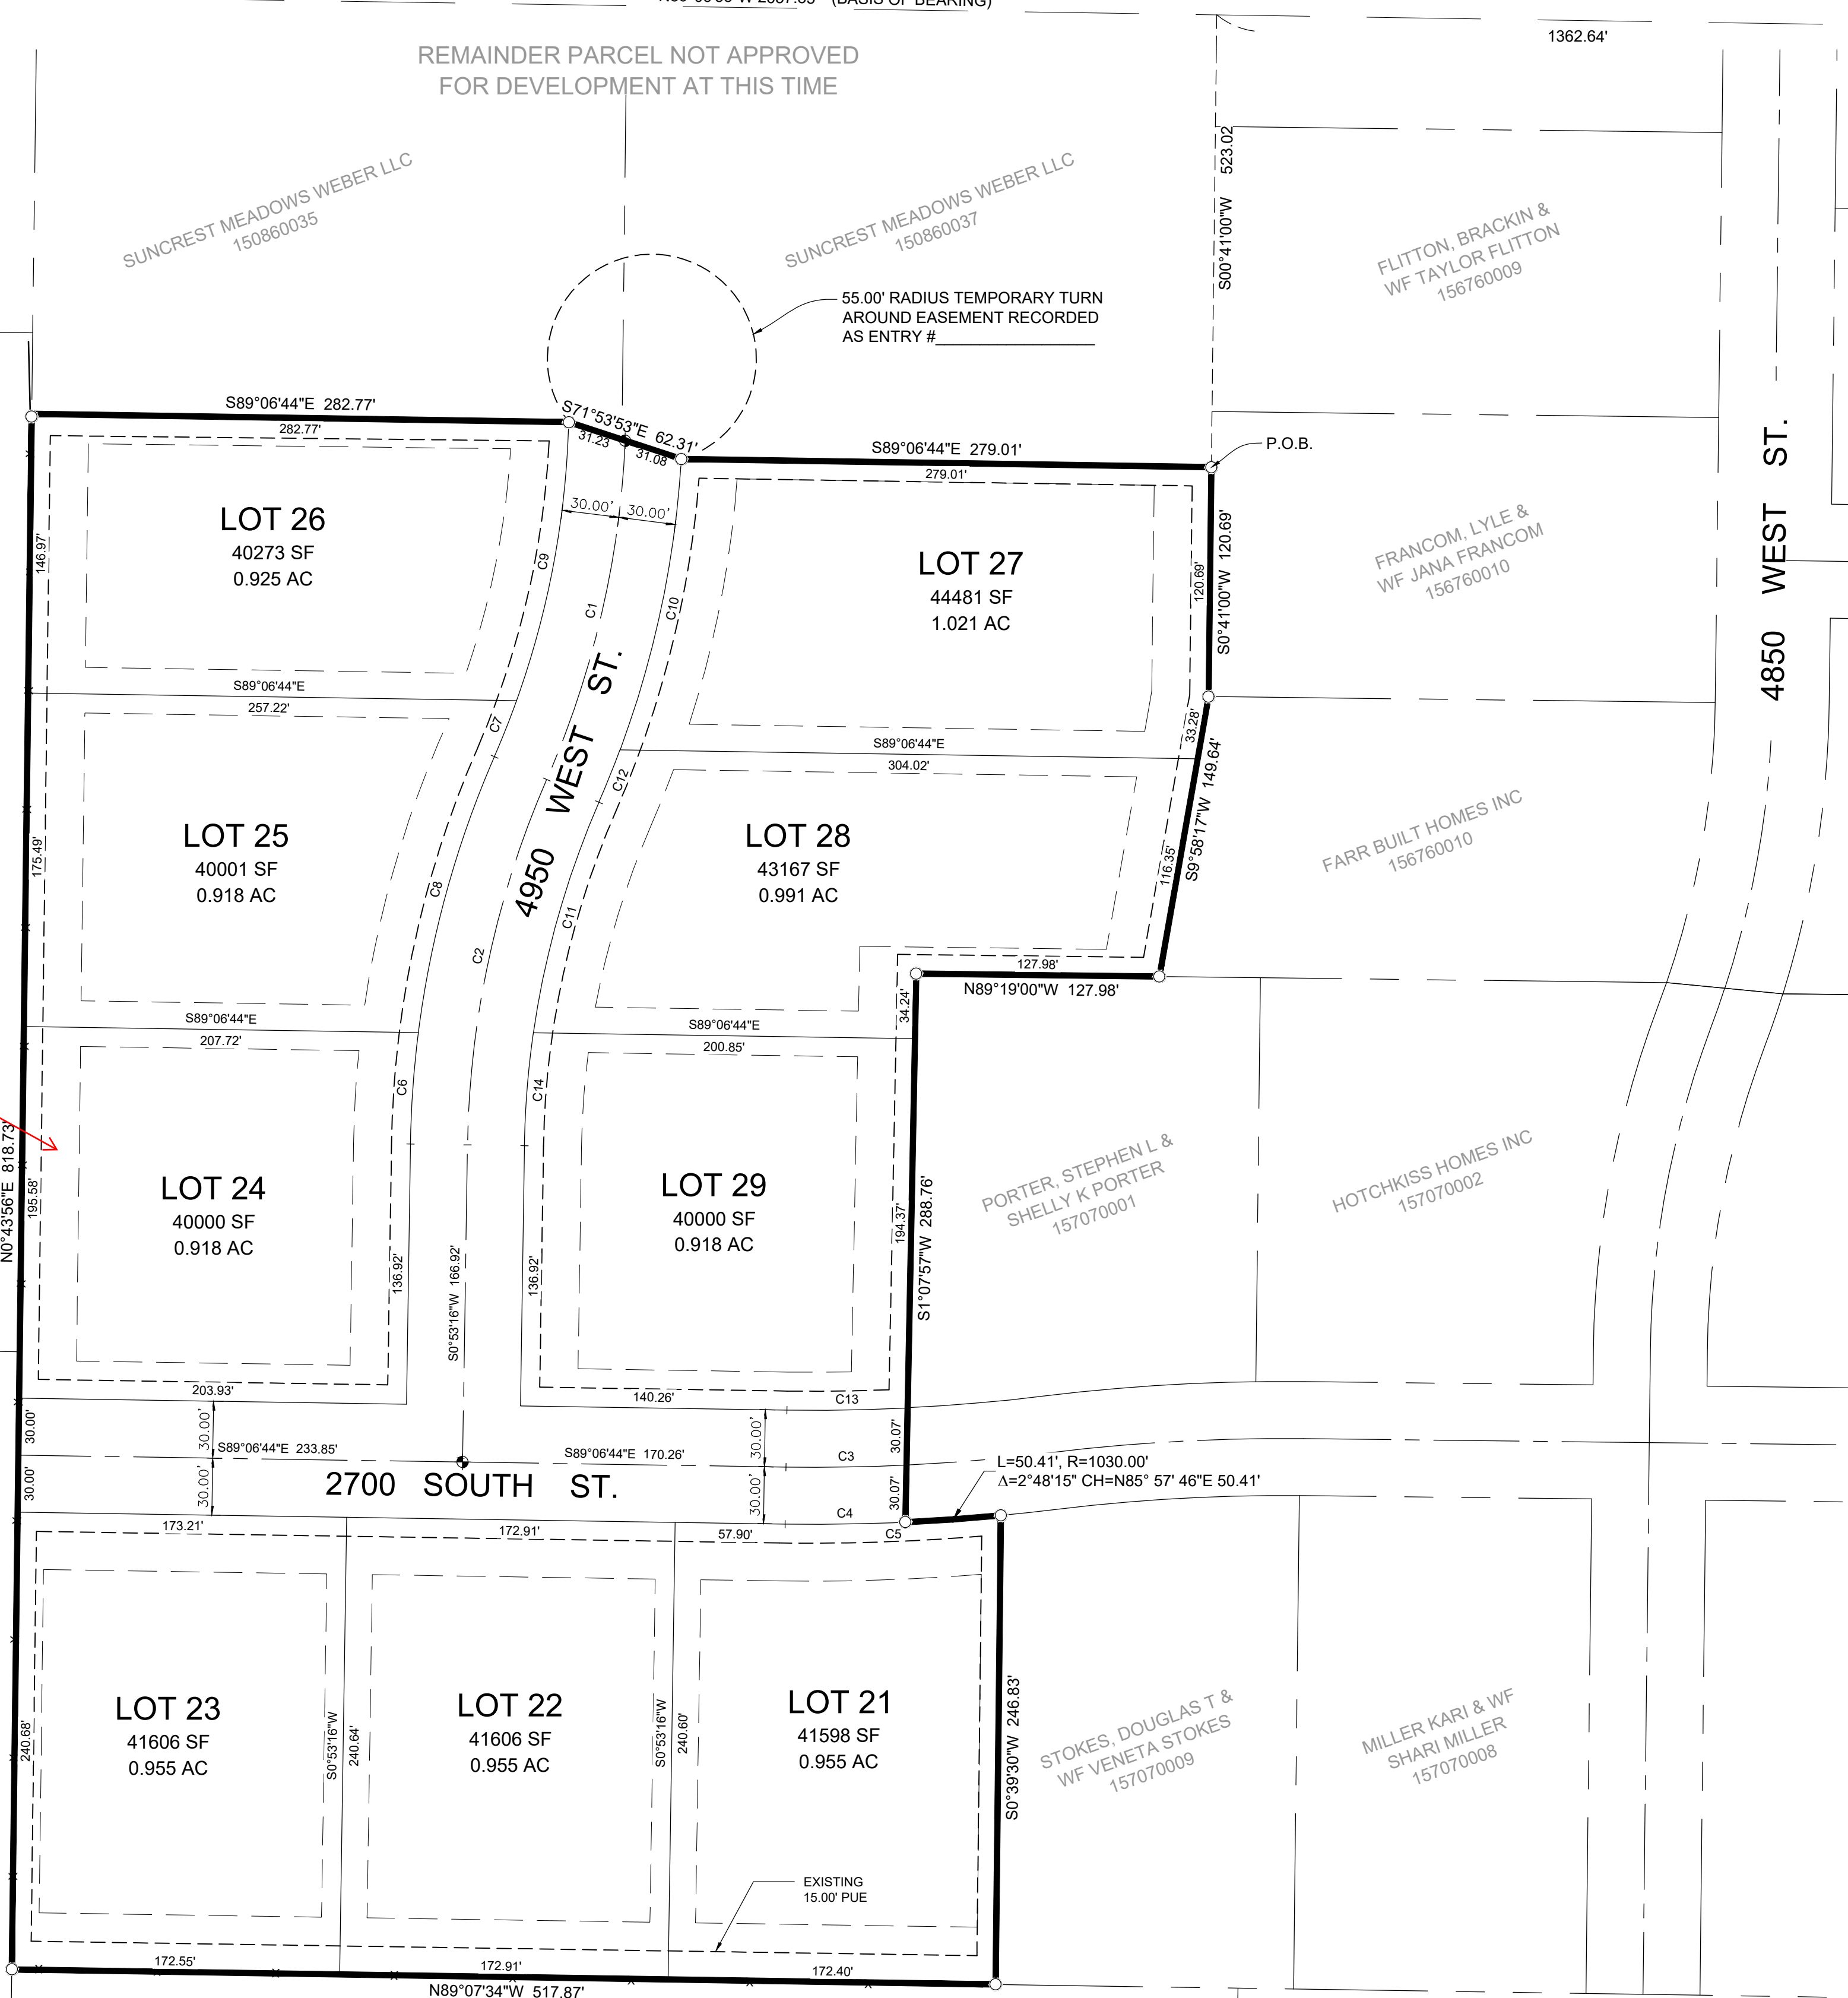 (BASIS OF BEARING)
1362.64'
REMAINDER PARCEL NOT APPROVED
FOR DEVELOPMENT AT THIS TIME
S00°41'00"W 523.02
SUNCREST MEADOWS WEBER LLC
150860035
SUNCREST MEADOWS WEBER LLC
150860037
FLITTON, BRACKIN &
WF TAYLOR FLITTON
156760009
55.00' RADIUS TEMPORARY TURN
AROUND EASEMENT RECORDED
AS ENTRY #
S89°06'44"E 282.77'
282.77'
S71°53'53"E 62.31'
31.23
31.08
S89°06'44"E 279.01'
279.01'
P.O.B.
4850 WEST ST.
30.00'
30.00'
LOT 26
40273 SF
0.925 AC
146.97'
C9
C1
C10
LOT 27
44481 SF
1.021 AC
120.69'
S0°41'00"W 120.69'
FRANCOM, LYLE &
WF JANA FRANCOM
156760010
S89°06'44"E
257.22'
C7
4950 WEST ST.
C12
S89°06'44"E
304.02'
33.28'
S9°58'17"W 149.64'
116.35'
LOT 25
40001 SF
0.918 AC
175.49'
C8
C2
C11
LOT 28
43167 SF
0.991 AC
FARR BUILT HOMES INC
156760010
127.98'
N89°19'00"W 127.98'
34.24'
S89°06'44"E
207.72'
S89°06'44"E
200.85'
C6
C14
N0°43'56"E 818.73'
195.58'
LOT 24
40000 SF
0.918 AC
136.92'
S0°53'16"W 166.92'
136.92'
LOT 29
40000 SF
0.918 AC
194.37'
S1°07'57"W 288.76'
PORTER, STEPHEN L &
SHELLY K PORTER
157070001
HOTCHKISS HOMES INC
157070002
203.93'
140.26'
C13
30.00'
30.00'
30.00'
30.07'
S89°06'44"E 233.85'
S89°06'44"E 170.26'
C3
L=50.41', R=1030.00'
Δ=2°48'15" CH=N85° 57' 46"E 50.41'
2700 SOUTH ST.
30.00'
30.00'
30.00'
30.07'
C4
C5
173.21'
172.91'
57.90'
LOT 23
41606 SF
0.955 AC
240.68'
S0°53'16"W
240.64'
LOT 22
41606 SF
0.955 AC
S0°53'16"W
240.60'
LOT 21
41598 SF
0.955 AC
S0°39'30"W 246.83'
STOKES, DOUGLAS T &
WF VENETA STOKES
157070009
MILLER KARI & WF
SHARI MILLER
157070008
EXISTING
15.00' PUE
172.55'
172.91'
172.40'
N89°07'34"W 517.87'